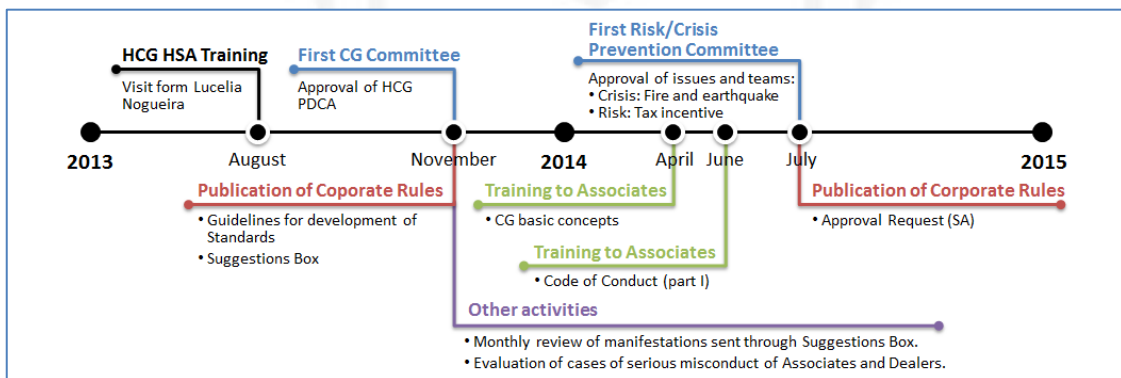 HCG HSA Training
Visit form Lucelia
Nogueira
First CG Committee
Approval of HCG
PDCA
First Risk/Crisis
Prevention Committee
Approval of issues and teams:
• Crisis: Fire and earthquake
• Risk: Tax incentive
2013
August
November
2014
April
June
July
2015
Publication of Coporate Rules
• Guidelines for development of
Standards
• Suggestions Box
Training to Associates
• CG basic concepts
Training to Associates
• Code of Conduct (part I)
Publication of Corporate Rules
• Approval Request (SA)
Other activities
• Monthly review of manifestations sent through Suggestions Box.
• Evaluation of cases of serious misconduct of Associates and Dealers.